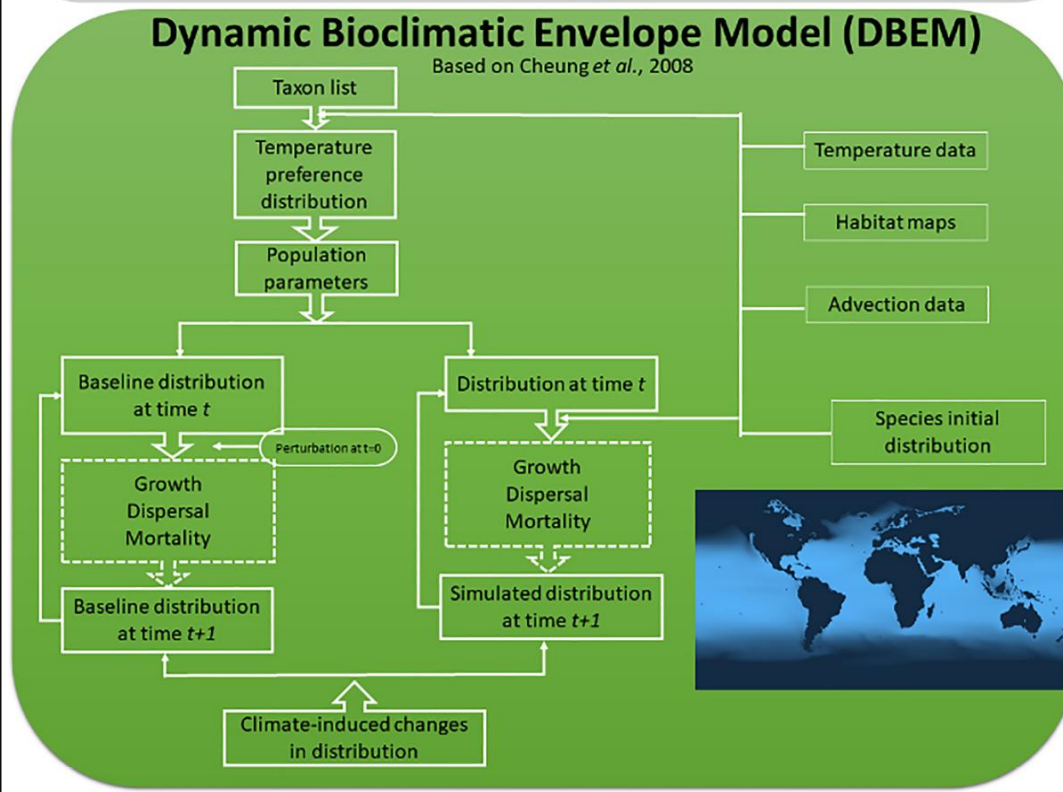 Dynamic Bioclimatic Envelope Model (DBEM)
Based on Cheung et al., 2008
Taxon list
Temperature
preference
distribution
Population
parameters
Temperature data
Habitat maps
Advection data
Species initial
distribution
Baseline distribution
at time t
Perturbation at t=0
Growth
Dispersal
Mortality
Baseline distribution
at time t+1
Distribution at time t
Growth
Dispersal
Mortality
Simulated distribution
at time t+1
Climate-induced changes
in distribution